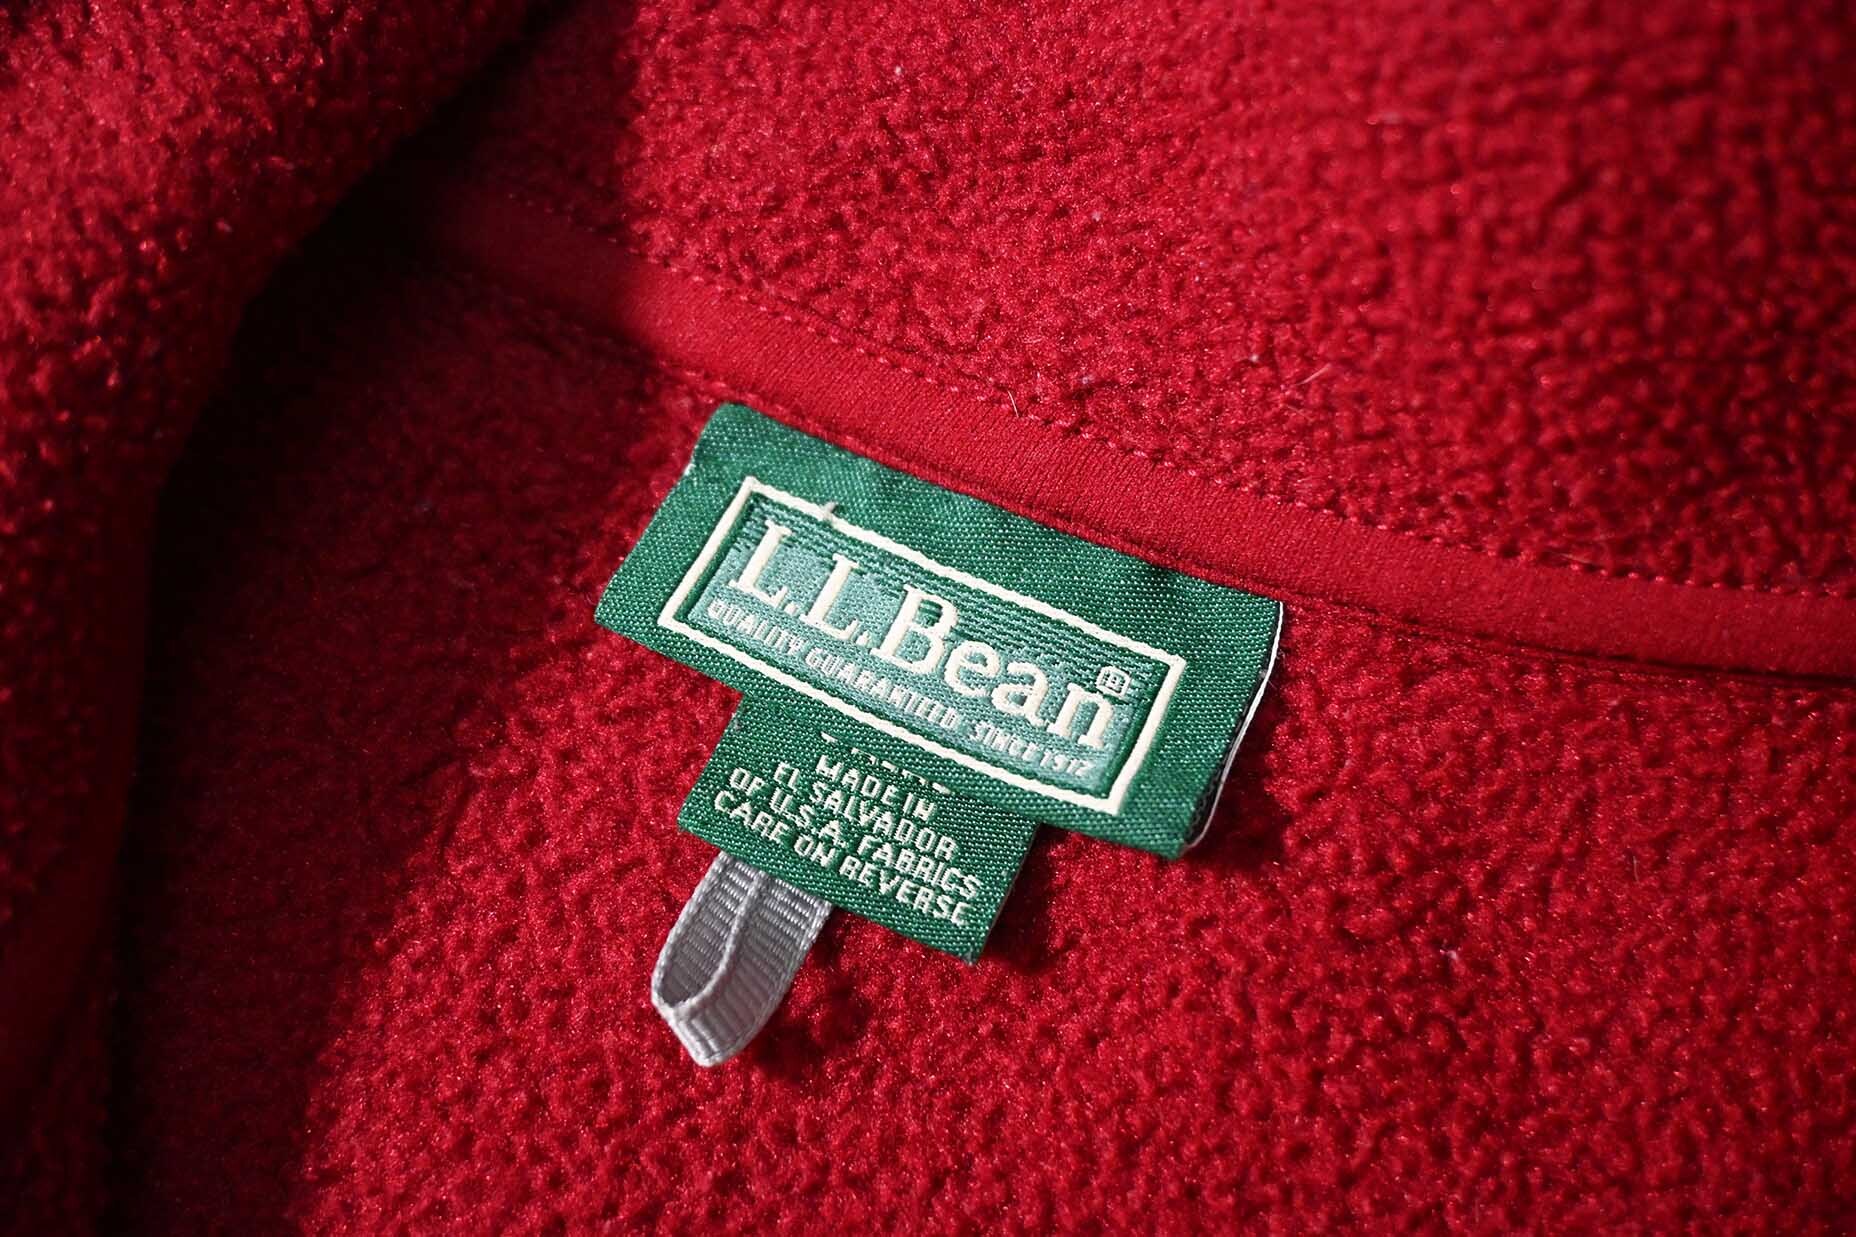 L.L.Bean®
QUALITY GUARANTEED SINCE 1912
MADE IN
EL SALVADOR
OF U.S.A. FABRICS
CARE ON REVERSE